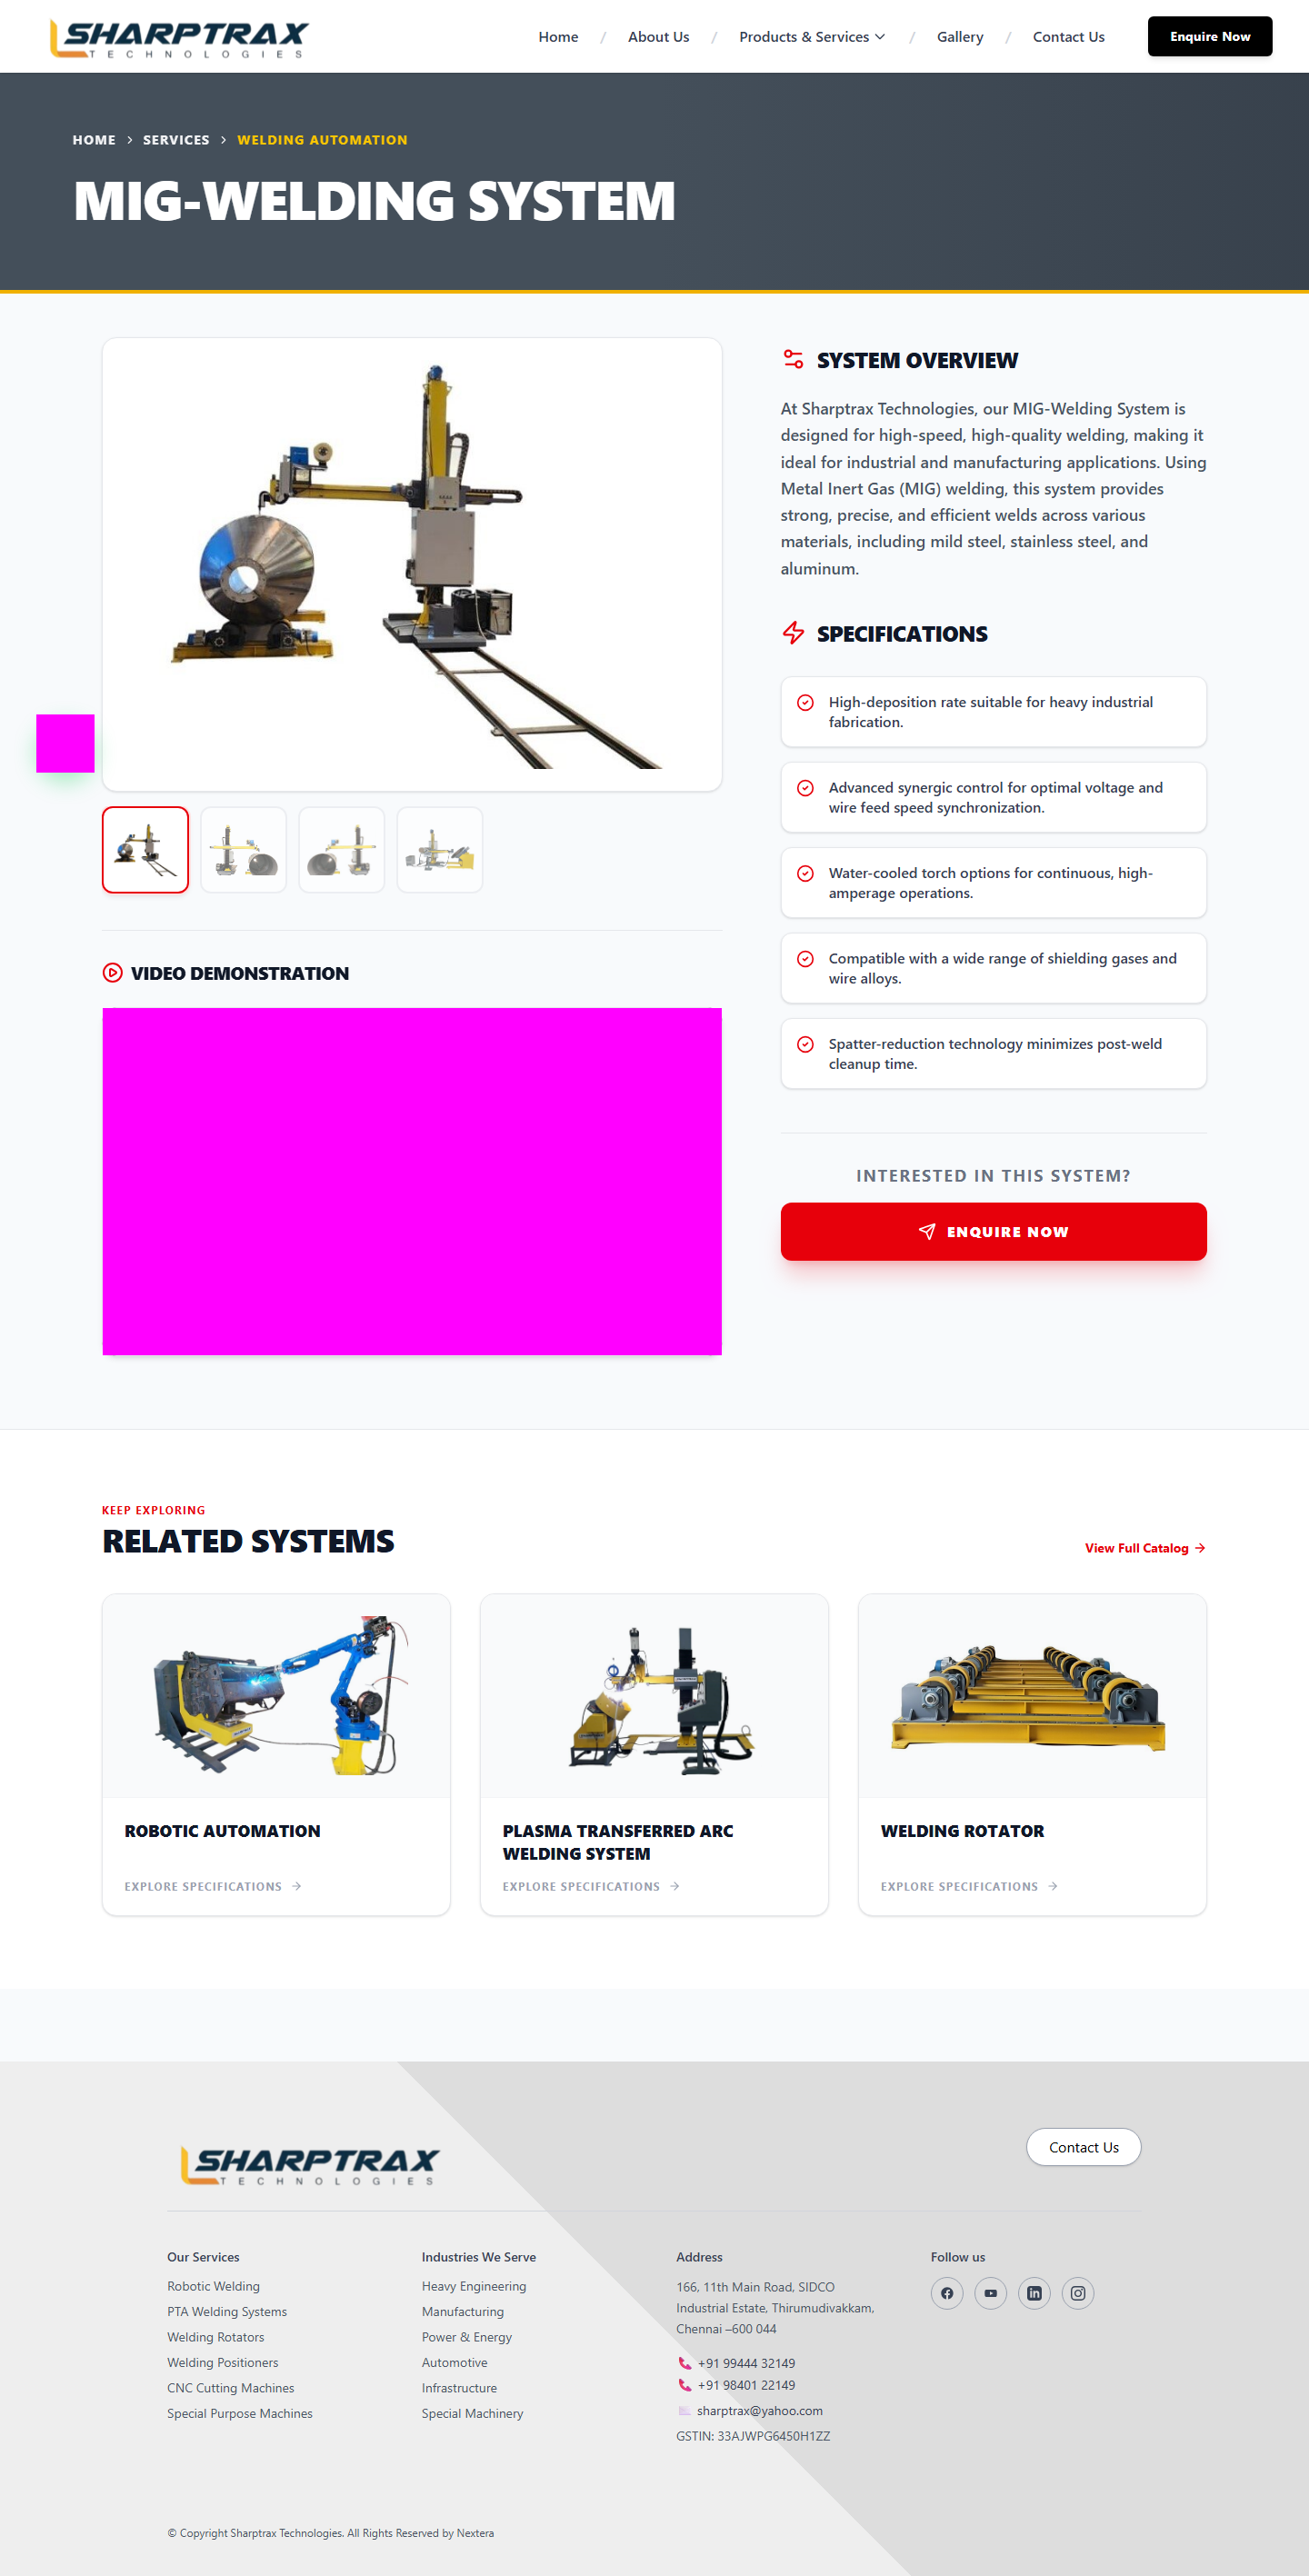 SHARPTRAX
TECHNOLOGIES
Home / About Us / Products & Services / Gallery / Contact Us
Enquire Now
HOME > SERVICES > WELDING AUTOMATION
MIG-WELDING SYSTEM
SYSTEM OVERVIEW
At Sharptrax Technologies, our MIG-Welding System is
designed for high-speed, high-quality welding, making it
ideal for industrial and manufacturing applications. Using
Metal Inert Gas (MIG) welding, this system provides
strong, precise, and efficient welds across various
materials, including mild steel, stainless steel, and
aluminum.
SPECIFICATIONS
High-deposition rate suitable for heavy industrial
fabrication.
Advanced synergic control for optimal voltage and
wire feed speed synchronization.
Water-cooled torch options for continuous, high-
amperage operations.
Compatible with a wide range of shielding gases and
wire alloys.
Spatter-reduction technology minimizes post-weld
cleanup time.
INTERESTED IN THIS SYSTEM?
ENQUIRE NOW
VIDEO DEMONSTRATION
KEEP EXPLORING
RELATED SYSTEMS
View Full Catalog
ROBOTIC AUTOMATION
EXPLORE SPECIFICATIONS
PLASMA TRANSFERRED ARC
WELDING SYSTEM
EXPLORE SPECIFICATIONS
WELDING ROTATOR
EXPLORE SPECIFICATIONS
SHARPTRAX
TECHNOLOGIES
Contact Us
Our Services
Robotic Welding
PTA Welding Systems
Welding Rotators
Welding Positioners
CNC Cutting Machines
Special Purpose Machines
Industries We Serve
Heavy Engineering
Manufacturing
Power & Energy
Automotive
Infrastructure
Special Machinery
Address
166, 11th Main Road, SIDCO
Industrial Estate, Thirumudivakkam,
Chennai –600 044
+91 99444 32149
+91 98401 22149
sharptrax@yahoo.com
GSTIN: 33AJWPG6450H1ZZ
Follow us
© Copyright Sharptrax Technologies. All Rights Reserved by Nextera